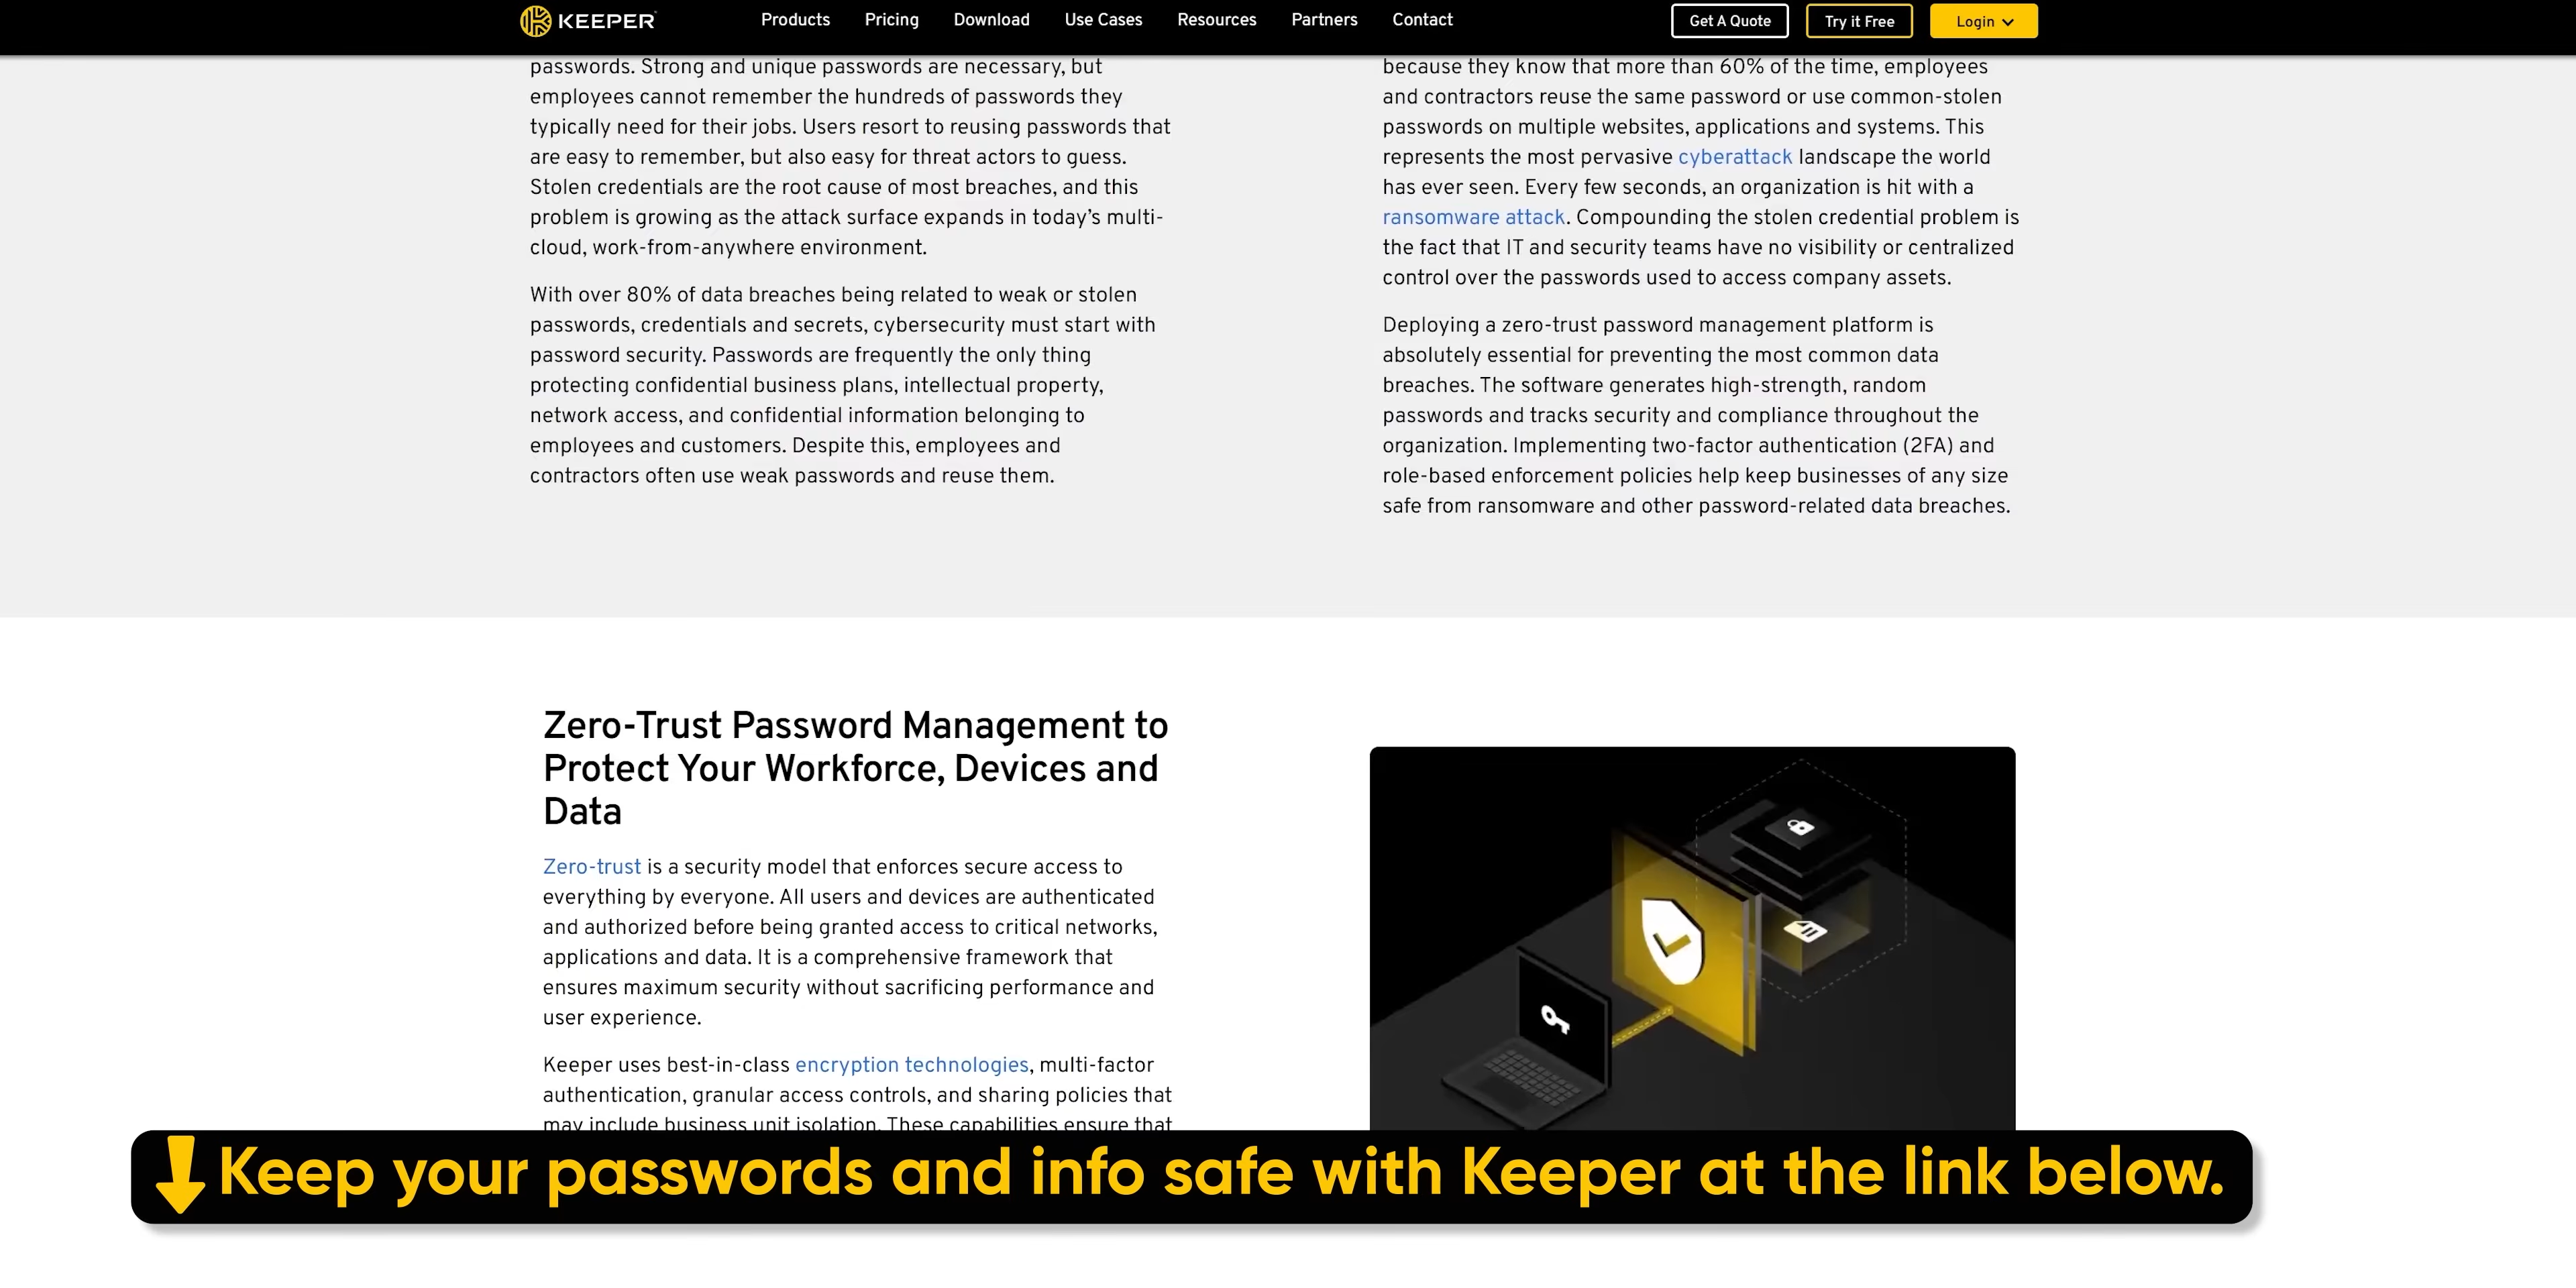 KEEPER
Products Pricing Download Use Cases Resources Partners Contact
Get A Quote Try it Free Login
passwords. Strong and unique passwords are necessary, but
employees cannot remember the hundreds of passwords they
typically need for their jobs. Users resort to reusing passwords that
are easy to remember, but also easy for threat actors to guess.
Stolen credentials are the root cause of most breaches, and this
problem is growing as the attack surface expands in today’s multi-
cloud, work-from-anywhere environment.
With over 80% of data breaches being related to weak or stolen
passwords, credentials and secrets, cybersecurity must start with
password security. Passwords are frequently the only thing
protecting confidential business plans, intellectual property,
network access, and confidential information belonging to
employees and customers. Despite this, employees and
contractors often use weak passwords and reuse them.
because they know that more than 60% of the time, employees
and contractors reuse the same password or use common-stolen
passwords on multiple websites, applications and systems. This
represents the most pervasive cyberattack landscape the world
has ever seen. Every few seconds, an organization is hit with a
ransomware attack. Compounding the stolen credential problem is
the fact that IT and security teams have no visibility or centralized
control over the passwords used to access company assets.
Deploying a zero-trust password management platform is
absolutely essential for preventing the most common data
breaches. The software generates high-strength, random
passwords and tracks security and compliance throughout the
organization. Implementing two-factor authentication (2FA) and
role-based enforcement policies help keep businesses of any size
safe from ransomware and other password-related data breaches.
Zero-Trust Password Management to
Protect Your Workforce, Devices and
Data
Zero-trust is a security model that enforces secure access to
everything by everyone. All users and devices are authenticated
and authorized before being granted access to critical networks,
applications and data. It is a comprehensive framework that
ensures maximum security without sacrificing performance and
user experience.
Keeper uses best-in-class encryption technologies, multi-factor
authentication, granular access controls, and sharing policies that
may include business unit isolation. These capabilities ensure that
Keep your passwords and info safe with Keeper at the link below.